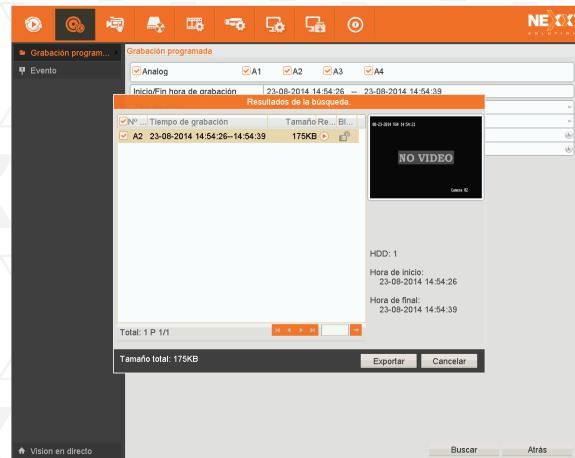 NEXX
SOLUTION
Grabación program...
Evento
Grabación programada
Analog A1 A2 A3 A4
Inicio/Fin hora de grabación 23-08-2014 14:54:26 -- 23-08-2014 14:54:39
Resultados de la búsqueda.
Nº ... Tiempo de grabación Tamaño Re... Bl...
A2 23-08-2014 14:54:26--14:54:39 175KB
NO VIDEO
Camera 02
HDD: 1
Hora de inicio:
23-08-2014 14:54:26
Hora de final:
23-08-2014 14:54:39
Total: 1 P 1/1
Tamaño total: 175KB
Exportar Cancelar
Vision en directo
Buscar Atrás